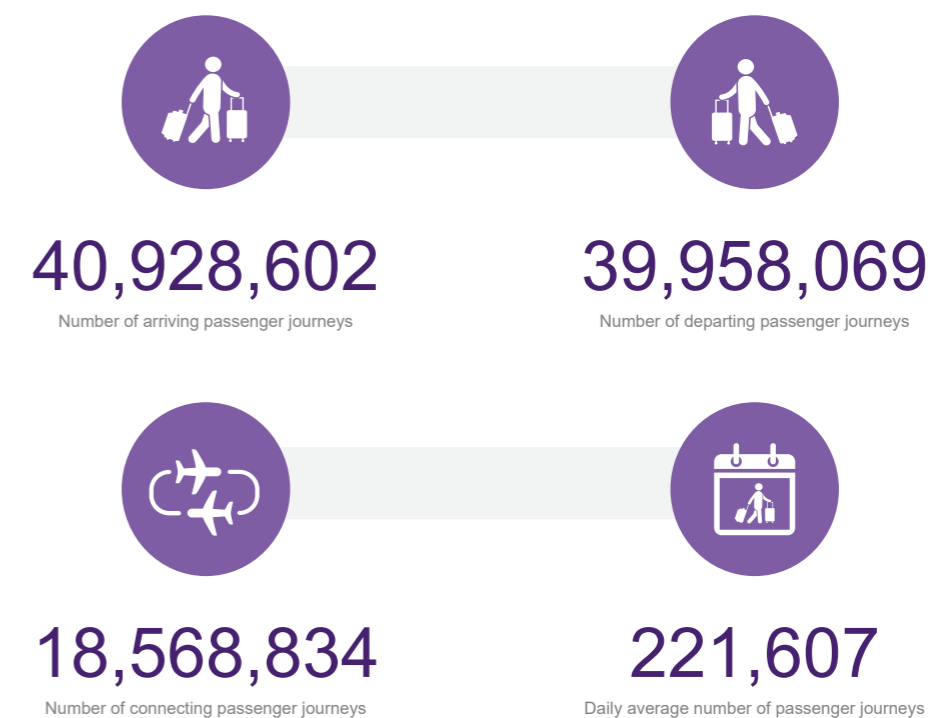 40,928,602
Number of arriving passenger journeys
39,958,069
Number of departing passenger journeys
18,568,834
Number of connecting passenger journeys
221,607
Daily average number of passenger journeys